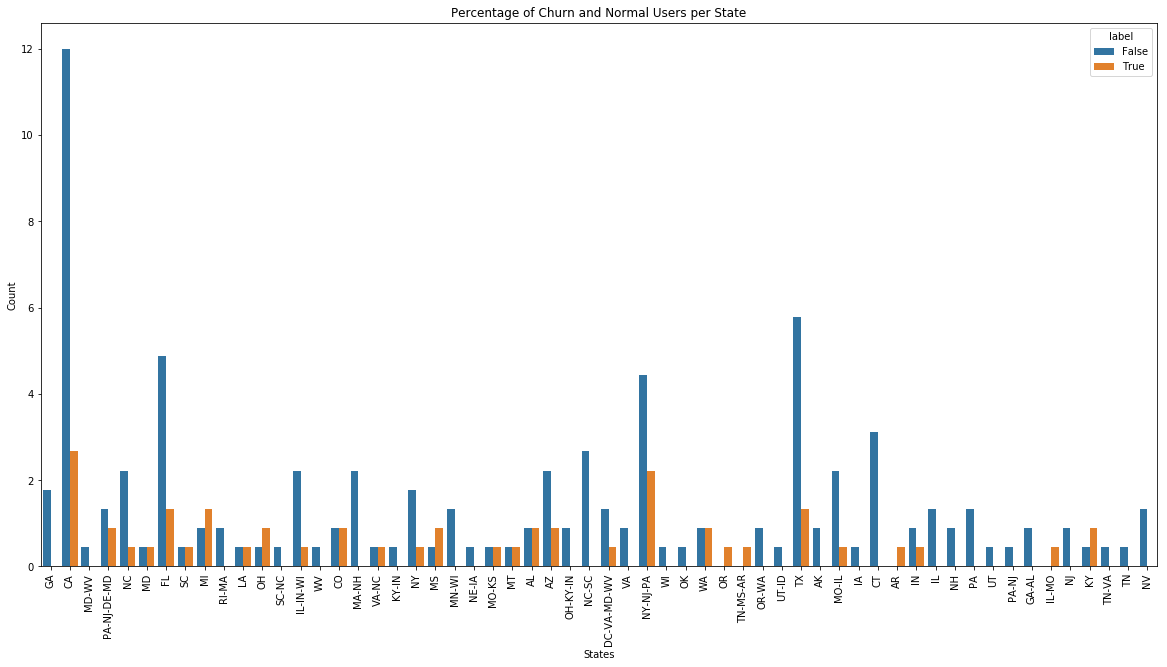 Percentage of Churn and Normal Users per State
label
False
True
Count
12
10
8
6
4
2
0
GA
CA
MD-WV
PA-NJ-DE-MD
NC
MD
FL
SC
MI
RI-MA
LA
OH
SC-NC
IL-IN-WI
WV
CO
MA-NH
VA-NC
KY-IN
NY
MS
MN-WI
NE-IA
MO-KS
MT
AL
AZ
OH-KY-IN
NC-SC
DC-VA-MD-WV
VA
NY-NJ-PA
WI
OK
WA
OR
TN-MS-AR
OR-WA
UT-ID
TX
AK
MO-IL
IA
CT
AR
IN
IL
NH
PA
UT
PA-NJ
GA-AL
IL-MO
NJ
KY
TN-VA
TN
NV
States